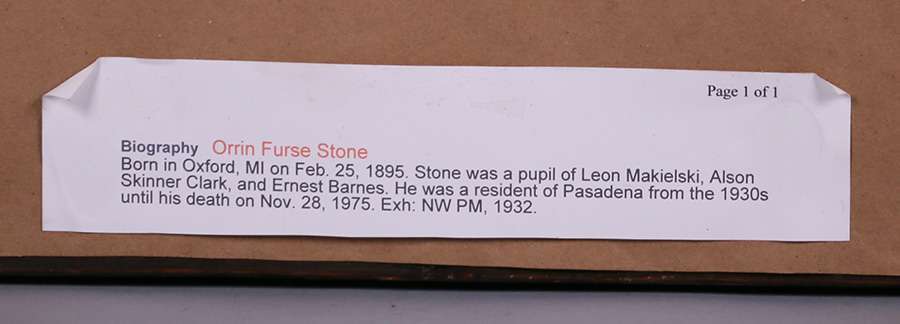 Page 1 of 1
Biography Orrin Furse Stone
Born in Oxford, MI on Feb. 25, 1895. Stone was a pupil of Leon Makielski, Alson
Skinner Clark, and Ernest Barnes. He was a resident of Pasadena from the 1930s
until his death on Nov. 28, 1975. Exh: NW PM, 1932.